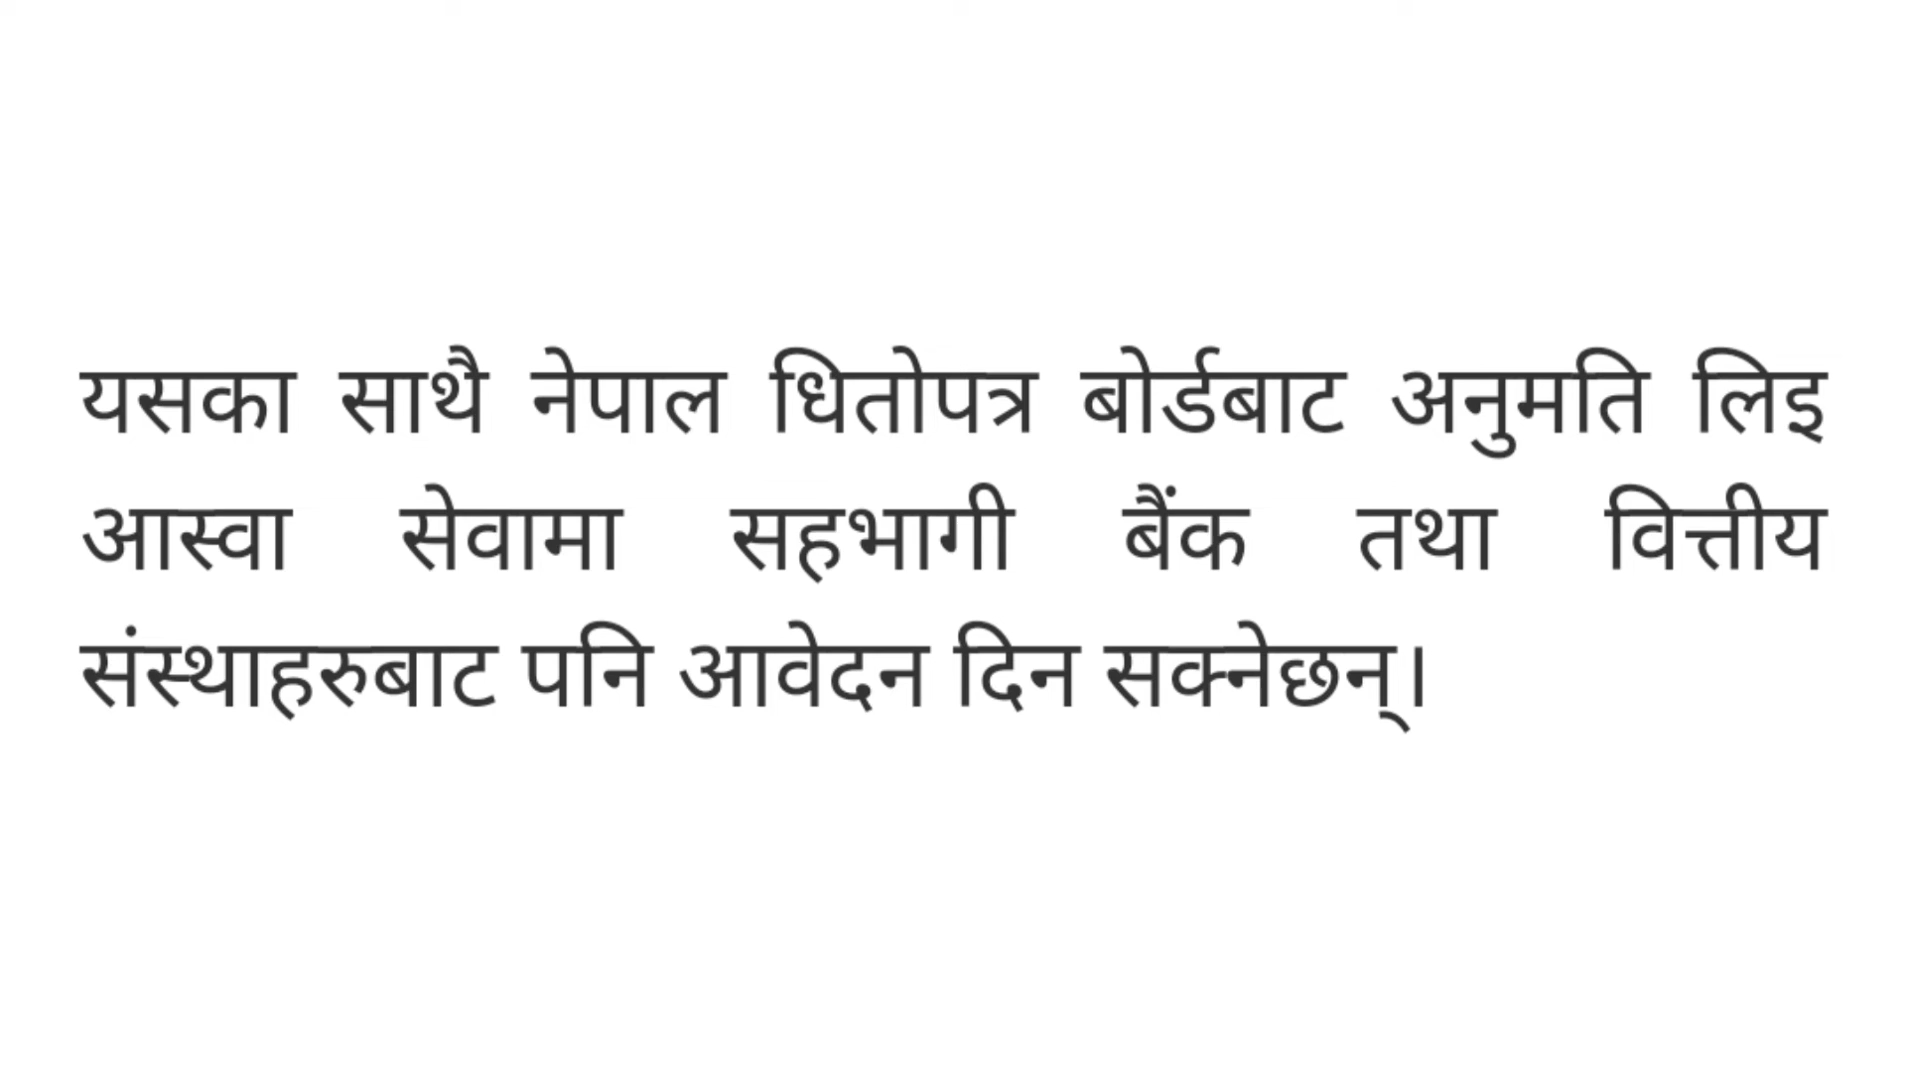 यसका साथै नेपाल धितोपत्र बोर्डबाट अनुमति लिइ
आस्वा सेवामा सहभागी बैंक तथा वित्तीय
संस्थाहरुबाट पनि आवेदन दिन सक्नेछन्।